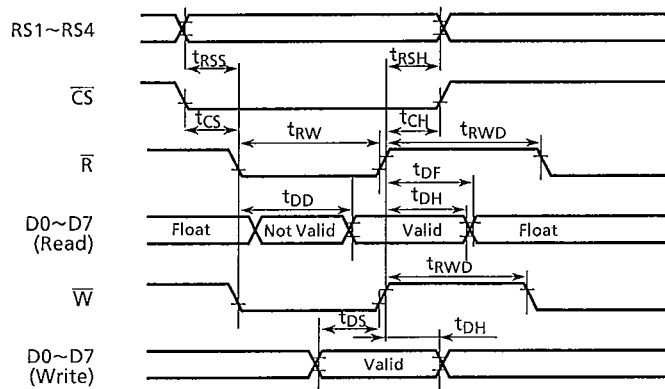 RS1~RS4
tRSS tRSH
CS
tCS tRW tCH tRWD
R
tDF
tDD tDH
D0~D7
(Read)
Float Not Valid Valid Float
W
tRWD
tDS tDH
D0~D7
(Write)
Valid